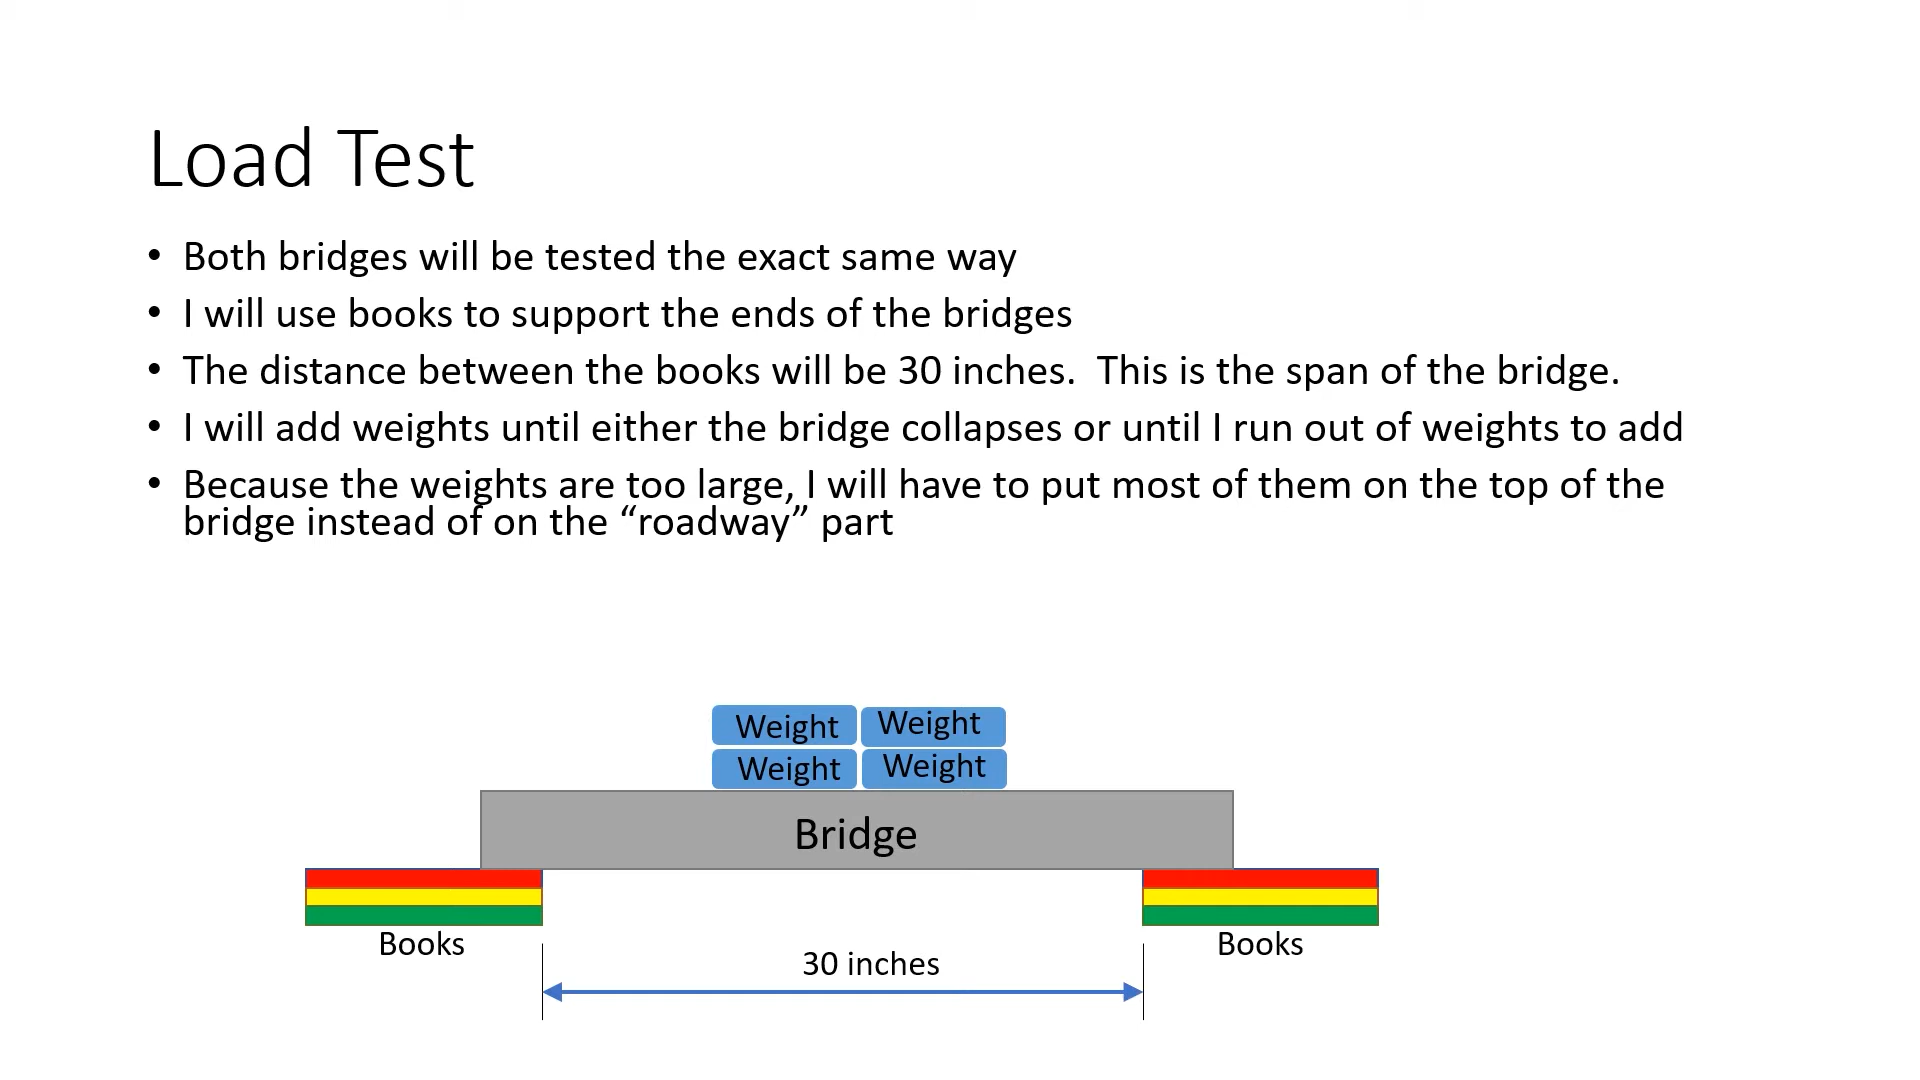 Load Test
• Both bridges will be tested the exact same way
• I will use books to support the ends of the bridges
• The distance between the books will be 30 inches.  This is the span of the bridge.
• I will add weights until either the bridge collapses or until I run out of weights to add
• Because the weights are too large, I will have to put most of them on the top of the
bridge instead of on the “roadway” part
Weight Weight
Weight Weight
Bridge
Books Books
30 inches